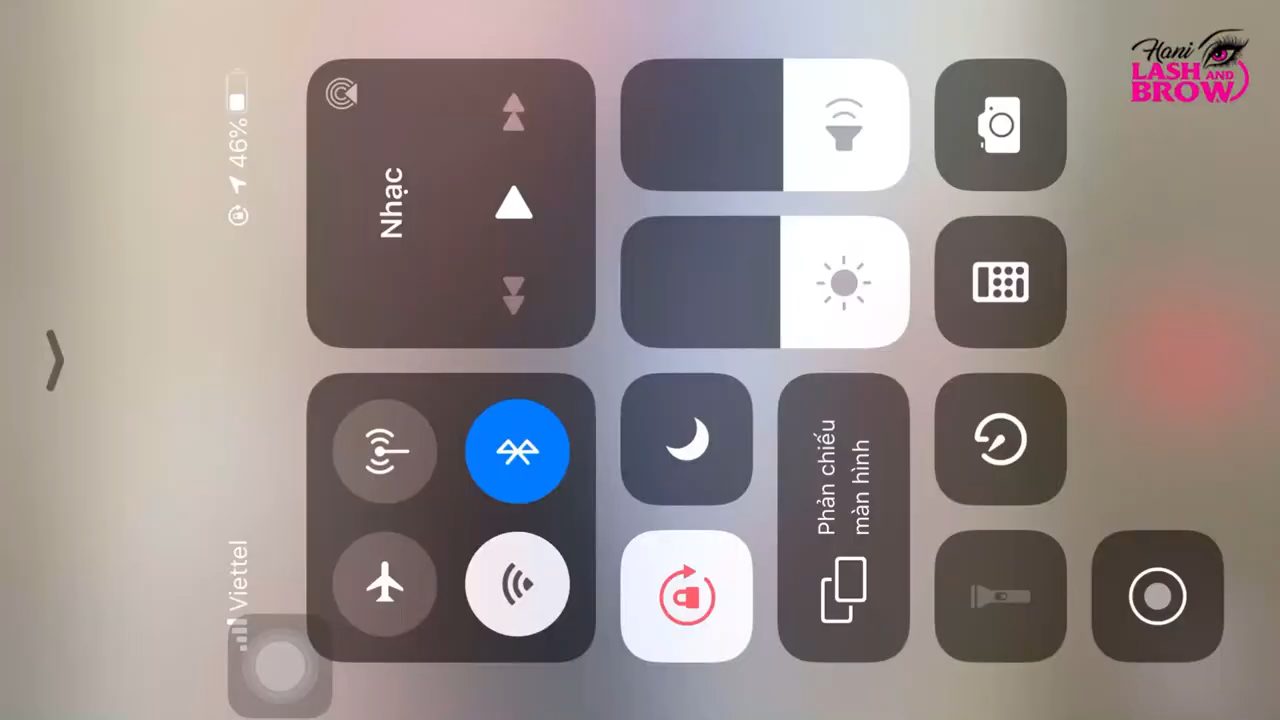 Viettel
46%
Nhạc
Phản chiếu
màn hình
Hani
LASH AND
BROW